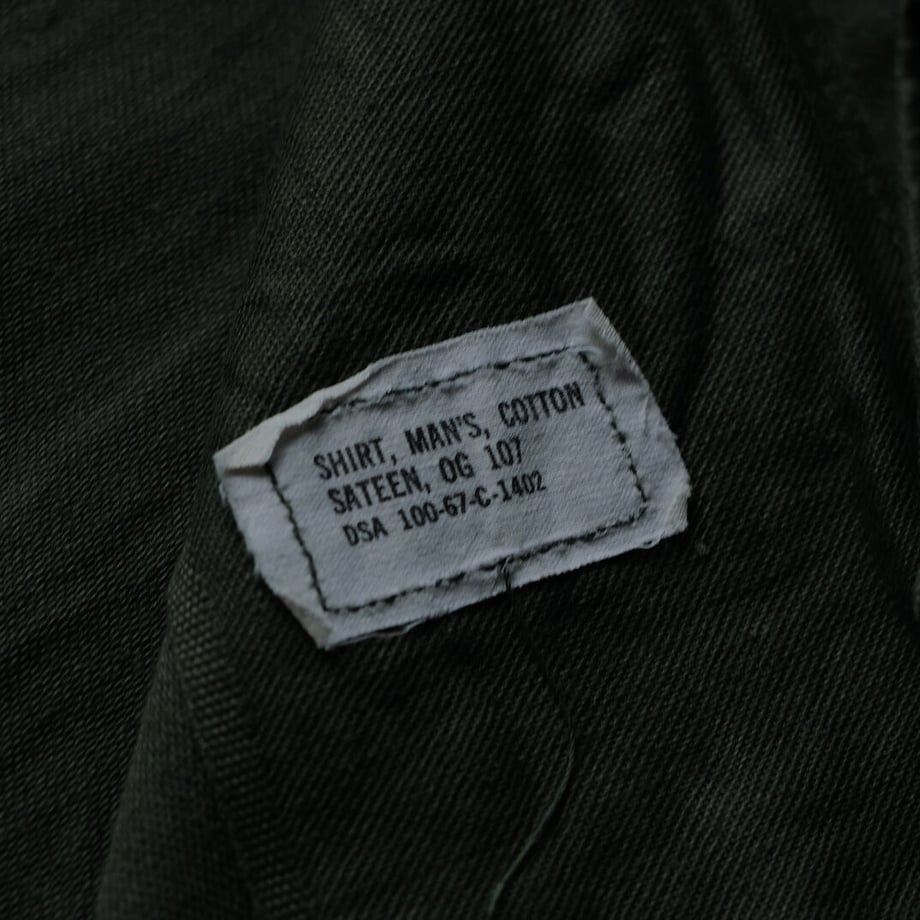 SHIRT, MAN'S, COTTON
SATEEN, OG 107
DSA 100-67-C-1402